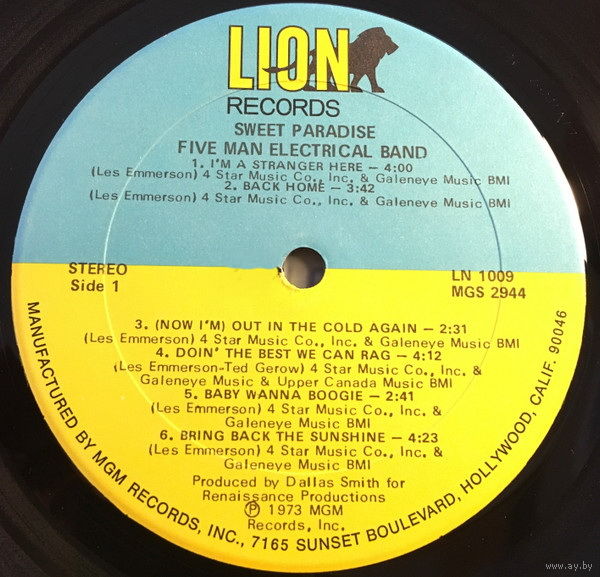 LION
RECORDS
SWEET PARADISE
FIVE MAN ELECTRICAL BAND
1. I'M A STRANGER HERE — 4:00
(Les Emmerson) 4 Star Music Co., Inc. & Galeneye Music BMI
2. BACK HOME — 3:42
(Les Emmerson) 4 Star Music Co., Inc. & Galeneye Music BMI
STEREO
Side 1
LN 1009
MGS 2944
3. (NOW I'M) OUT IN THE COLD AGAIN — 2:31
(Les Emmerson) 4 Star Music Co., Inc. & Galeneye Music BMI
4. DOIN' THE BEST WE CAN RAG — 4:12
(Les Emmerson-Ted Gerow) 4 Star Music Co., Inc. &
Galeneye Music & Upper Canada Music BMI
5. BABY WANNA BOOGIE — 2:41
(Les Emmerson) 4 Star Music Co., Inc. &
Galeneye Music BMI
6. BRING BACK THE SUNSHINE — 4:23
(Les Emmerson) 4 Star Music Co., Inc. &
Galeneye Music BMI
Produced by Dallas Smith for
Renaissance Productions
℗ 1973 MGM
Records, Inc.
MANUFACTURED BY MGM RECORDS, INC., 7165 SUNSET BOULEVARD, HOLLYWOOD, CALIF. 90046
www.ay.by